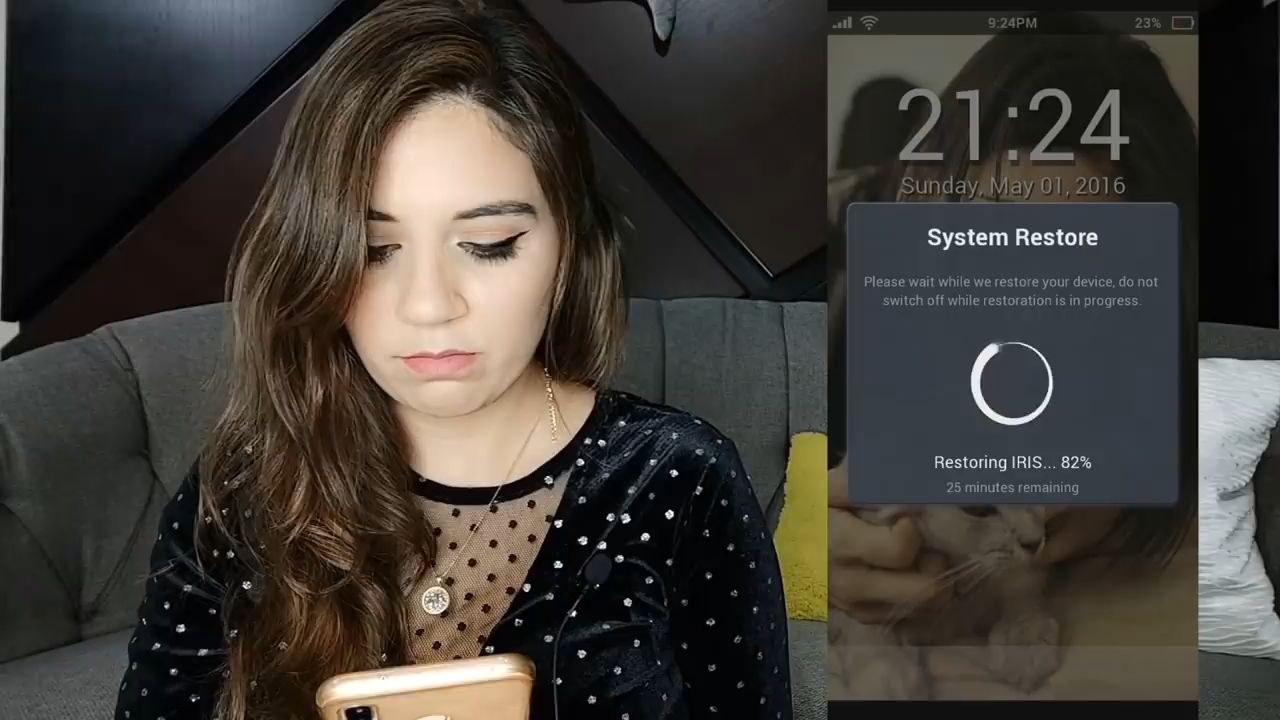 9:24PM 23%
21:24
Sunday, May 01, 2016
System Restore
Please wait while we restore your device, do not
switch off while restoration is in progress.
Restoring IRIS... 82%
25 minutes remaining